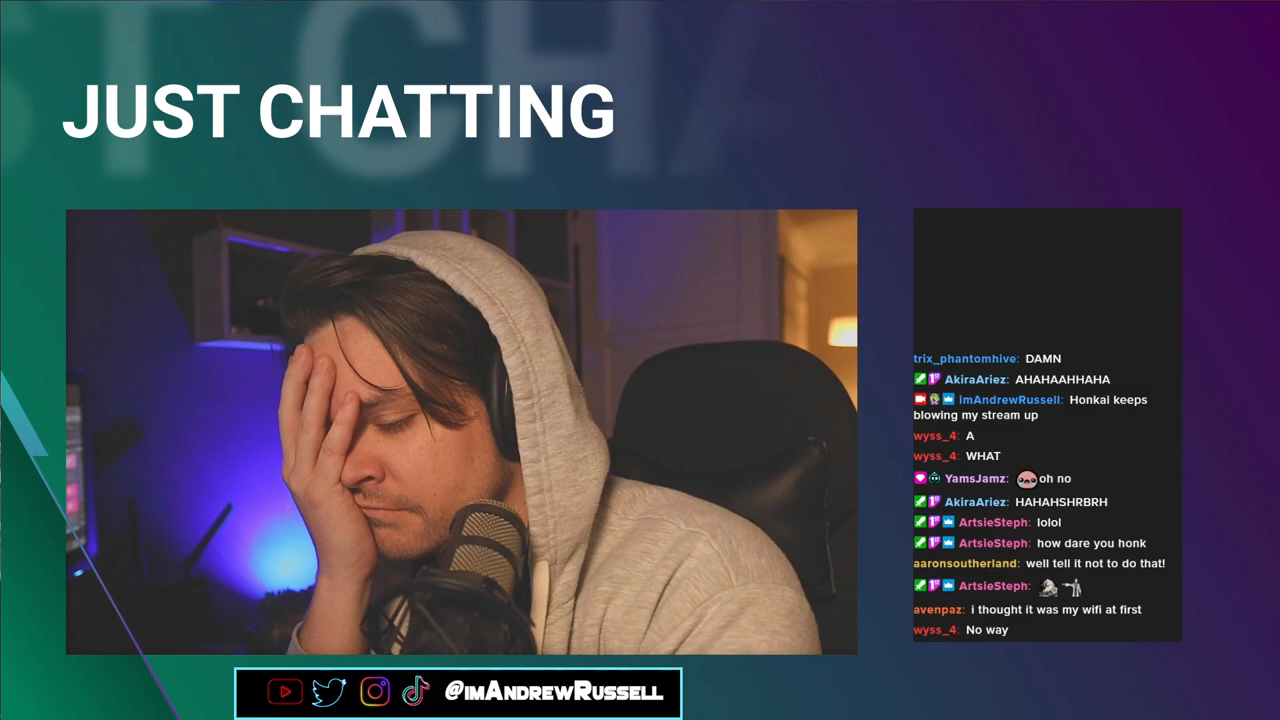 JUST CHATTING
trix_phantomhive: DAMN
AkiraAriez: AHAHAAHHAHA
imAndrewRussell: Honkai keeps
blowing my stream up
wyss_4: A
wyss_4: WHAT
YamsJamz: oh no
AkiraAriez: HAHAHSHRBRH
ArtsieSteph: lolol
ArtsieSteph: how dare you honk
aaronsoutherland: well tell it not to do that!
ArtsieSteph:
avenpaz: i thought it was my wifi at first
wyss_4: No way
@imAndrewRussell